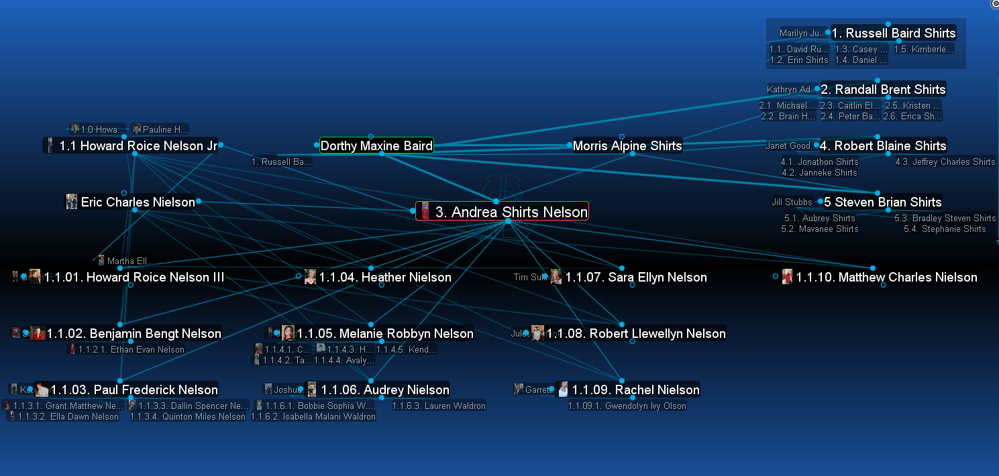 Marilyn Ju... 1. Russell Baird Shirts
1.1. David Ru... 1.3. Casey ... 1.5. Kimberle...
1.2. Erin Shirts 1.4. Daniel ...
Kathryn Ad... 2. Randall Brent Shirts
2.1. Michael ... 2.3. Caitlin El... 2.5. Kristen ...
2.2. Brain H... 2.4. Peter Ba... 2.6. Erica Sh...
1.0 Howa... Pauline H...
1.1 Howard Roice Nelson Jr Dorthy Maxine Baird Morris Alpine Shirts Janet Good... 4. Robert Blaine Shirts
1. Russell Ba... 4.1. Jonathon Shirts 4.3. Jeffrey Charles Shirts
4.2. Janneke Shirts
Eric Charles Nielson 3. Andrea Shirts Nelson Jill Stubbs 5 Steven Brian Shirts
5.1. Aubrey Shirts 5.3. Bradley Steven Shirts
5.2. Mavanee Shirts 5.4. Stephanie Shirts
Martha Ell...
1.1.01. Howard Roice Nelson III 1.1.04. Heather Nielson Tim 1.1.07. Sara Ellyn Nelson 1.1.10. Matthew Charles Nielson
1.1.02. Benjamin Bengt Nelson 1.1.05. Melanie Robbyn Nelson 1.1.08. Robert Llewellyn Nelson
1.1.2.1. Ethan Evan Nelson 1.1.4.1. C... 1.1.4.3. H... 1.1.4.5. Kend...
1.1.4.2. Ta... 1.1.4.4. Avaly...
1.1.03. Paul Frederick Nelson Joshu... 1.1.06. Audrey Nielson Garret... 1.1.09. Rachel Nielson
1.1.3.1. Grant Matthew Ne... 1.1.3.3. Dallin Spencer Ne... 1.1.6.1. Bobbie Sophia W... 1.1.6.3. Lauren Waldron 1.1.09.1. Gwendolyn Ivy Olson
1.1.3.2. Ella Dawn Nelson 1.1.3.4. Quinton Miles Nelson 1.1.6.2. Isabella Malani Waldron